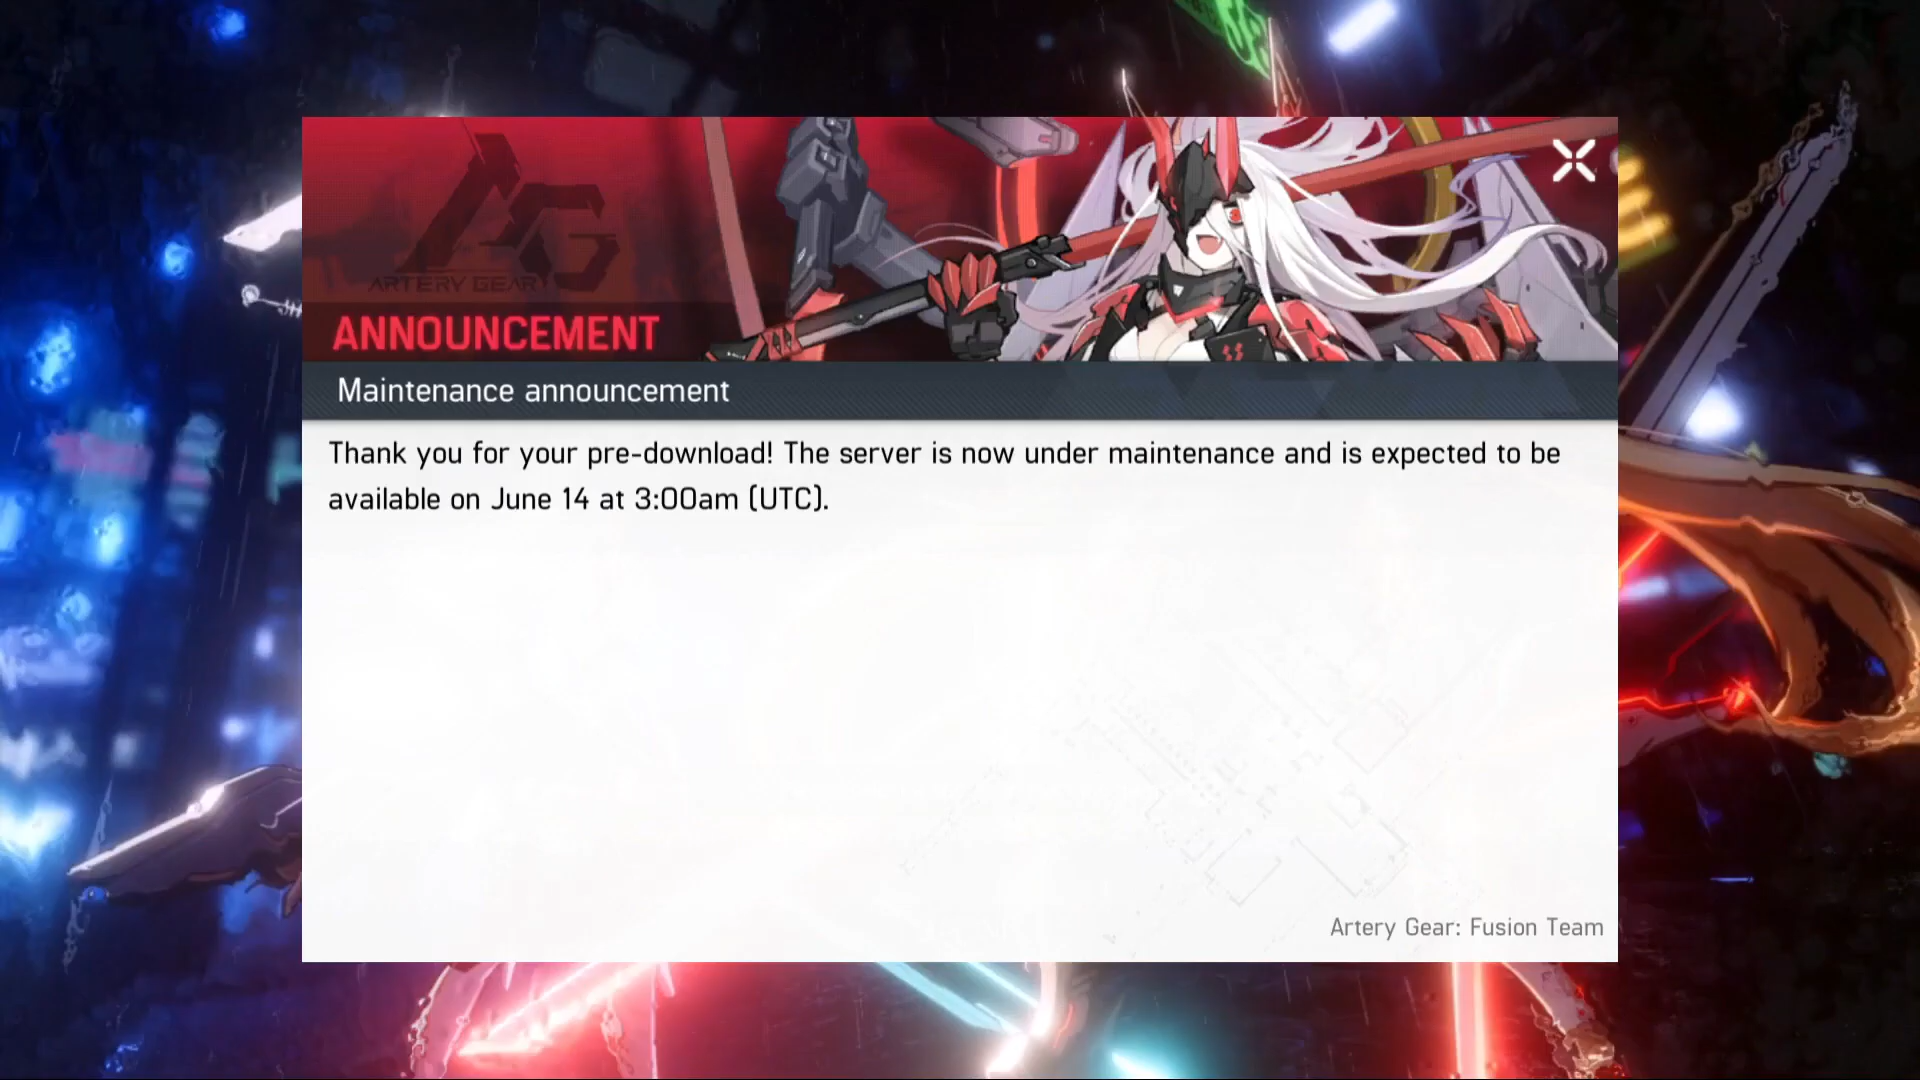 ARTERY GEAR
ANNOUNCEMENT
Maintenance announcement
Thank you for your pre-download! The server is now under maintenance and is expected to be
available on June 14 at 3:00am (UTC).
Artery Gear: Fusion Team